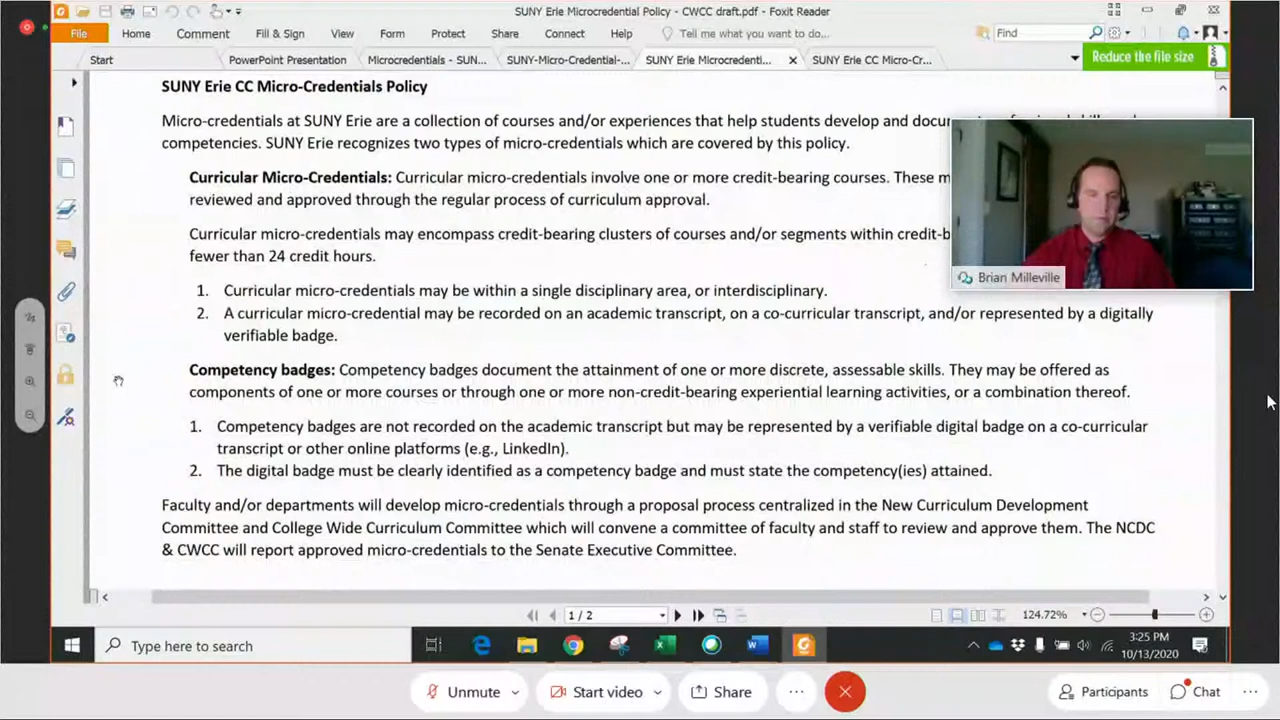 SUNY Erie Microcredential Policy - CWCC draft.pdf - Foxit Reader
File Home Comment Fill & Sign View Form Protect Share Connect Help Tell me what you want to do... Find
Start PowerPoint Presentation Microcredentials - SUN... SUNY-Micro-Credential-... SUNY Erie Microcredenti... SUNY Erie CC Micro-Cr... Reduce the file size
SUNY Erie CC Micro-Credentials Policy
Micro-credentials at SUNY Erie are a collection of courses and/or experiences that help students develop and
competencies. SUNY Erie recognizes two types of micro-credentials which are covered by this policy.
Curricular Micro-Credentials: Curricular micro-credentials involve one or more credit-bearing courses. These
reviewed and approved through the regular process of curriculum approval.
Curricular micro-credentials may encompass credit-bearing clusters of courses and/or segments within
fewer than 24 credit hours.
1. Curricular micro-credentials may be within a single disciplinary area, or interdisciplinary.
2. A curricular micro-credential may be recorded on an academic transcript, on a co-curricular transcript, and/or represented by a digitally
verifiable badge.
Competency badges: Competency badges document the attainment of one or more discrete, assessable skills. They may be offered as
components of one or more courses or through one or more non-credit-bearing experiential learning activities, or a combination thereof.
1. Competency badges are not recorded on the academic transcript but may be represented by a verifiable digital badge on a co-curricular
transcript or other online platforms (e.g., LinkedIn).
2. The digital badge must be clearly identified as a competency badge and must state the competency(ies) attained.
Faculty and/or departments will develop micro-credentials through a proposal process centralized in the New Curriculum Development
Committee and College Wide Curriculum Committee which will convene a committee of faculty and staff to review and approve them. The NCDC
& CWCC will report approved micro-credentials to the Senate Executive Committee.
Brian Milleville
1 / 2 124.72%
Type here to search
3:25 PM
10/13/2020
Unmute Start video Share Participants Chat